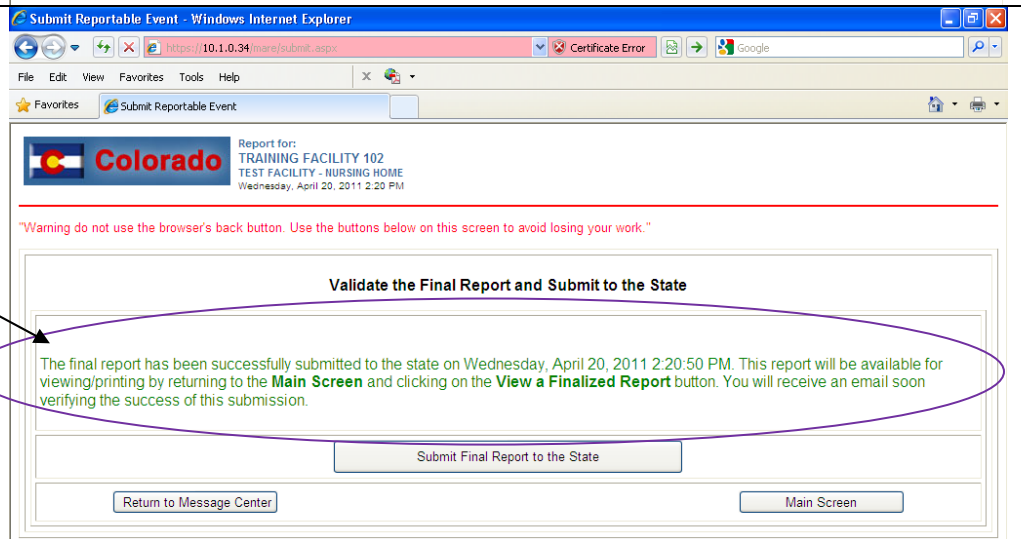 Submit Reportable Event - Windows Internet Explorer
https://10.1.0.34/mare/submit.aspx Certificate Error Google
File Edit View Favorites Tools Help x
Favorites Submit Reportable Event
Colorado
Report for:
TRAINING FACILITY 102
TEST FACILITY - NURSING HOME
Wednesday, April 20, 2011 2:20 PM
"Warning do not use the browser's back button. Use the buttons below on this screen to avoid losing your work."
Validate the Final Report and Submit to the State
The final report has been successfully submitted to the state on Wednesday, April 20, 2011 2:20:50 PM. This report will be available for
viewing/printing by returning to the Main Screen and clicking on the View a Finalized Report button. You will receive an email soon
verifying the success of this submission.
Submit Final Report to the State
Return to Message Center Main Screen